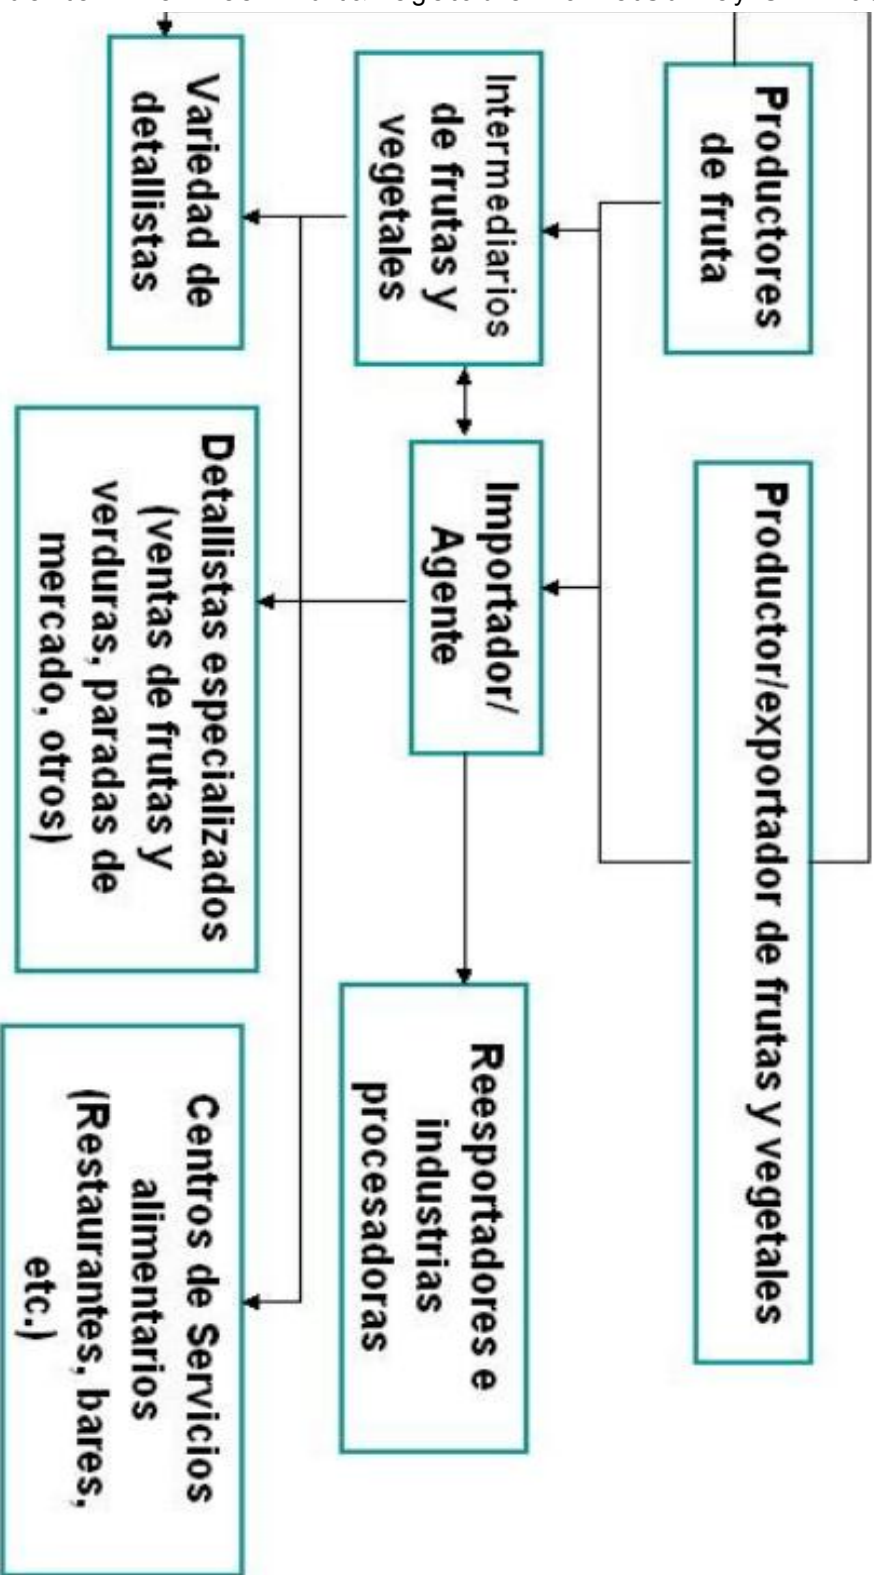 Productores
de fruta
Productor/exportador de frutas y vegetales
Intermediarios
de frutas y
vegetales
Importador/
Agente
Reesportadores e
industrias
procesadoras
Variedad de
detallistas
Detallistas especializados
(ventas de frutas y
verduras, paradas de
mercado, otros)
Centros de Servicios
alimentarios
(Restaurantes, bares,
etc.)